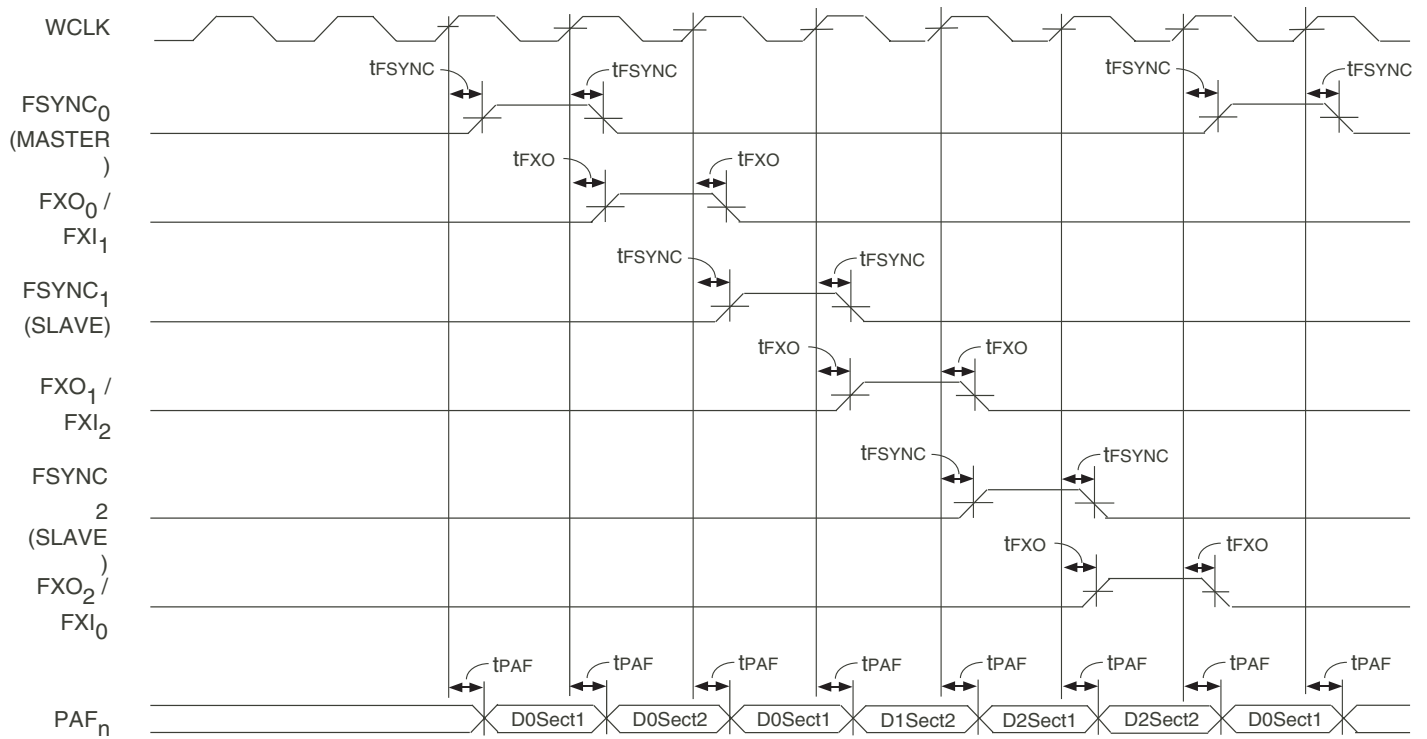 WCLK
tFSYNC tFSYNC tFSYNC tFSYNC
FSYNC0
(MASTER
)
tFXO tFXO
FXO0 /
FXI1
tFSYNC tFSYNC
FSYNC1
(SLAVE)
tFXO tFXO
FXO1 /
FXI2
tFSYNC tFSYNC
FSYNC
2
(SLAVE
)
tFXO tFXO
FXO2 /
FXI0
tPAF tPAF tPAF tPAF tPAF tPAF tPAF tPAF
PAFn D0Sect1 D0Sect2 D0Sect1 D1Sect2 D2Sect1 D2Sect2 D0Sect1